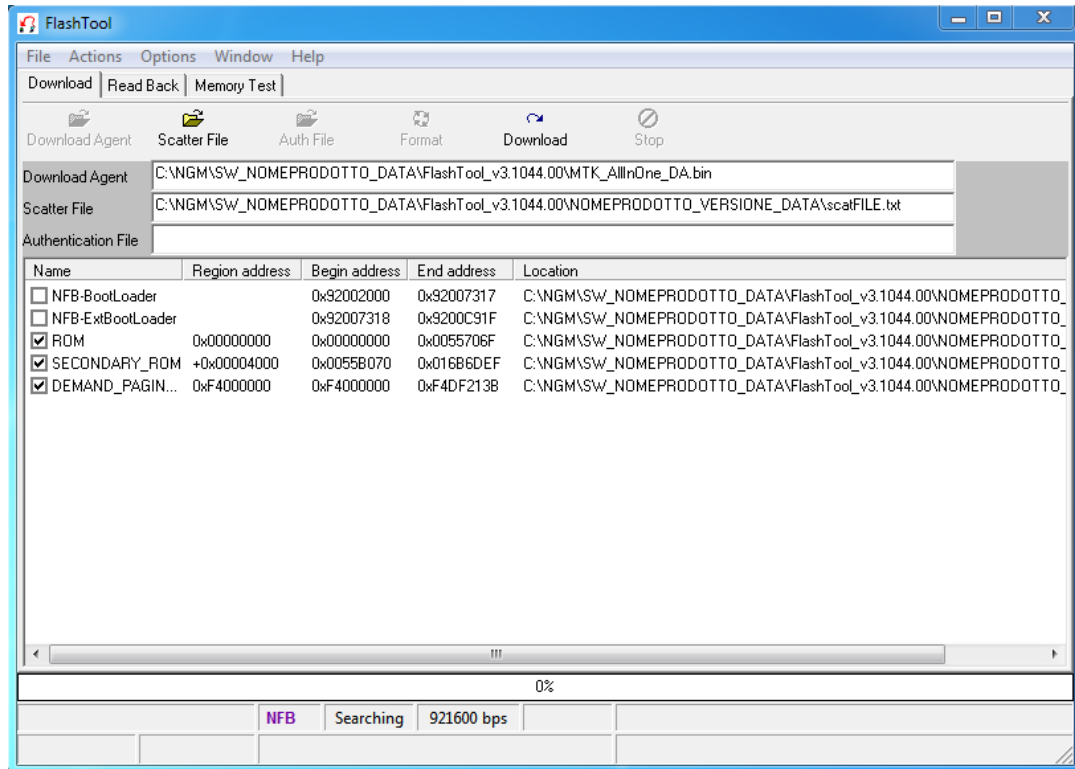 FlashTool
File Actions Options Window Help
Download Read Back Memory Test
Download Agent Scatter File Auth File Format Download Stop
Download Agent C:\NGM\SW_NOMEPRODOTTO_DATA\FlashTool_v3.1044.00\MTK_AllInOne_DA.bin
Scatter File C:\NGM\SW_NOMEPRODOTTO_DATA\FlashTool_v3.1044.00\NOMEPRODOTTO_VERSIONE_DATA\scatFILE.txt
Authentication File
Name Region address Begin address End address Location
NFB-BootLoader 0x92002000 0x92007317 C:\NGM\SW_NOMEPRODOTTO_DATA\FlashTool_v3.1044.00\NOMEPRODOTTO_
NFB-ExtBootLoader 0x92007318 0x9200C91F C:\NGM\SW_NOMEPRODOTTO_DATA\FlashTool_v3.1044.00\NOMEPRODOTTO_
ROM 0x00000000 0x00000000 0x0055706F C:\NGM\SW_NOMEPRODOTTO_DATA\FlashTool_v3.1044.00\NOMEPRODOTTO_
SECONDARY_ROM +0x00004000 0x0055B070 0x016B6DEF C:\NGM\SW_NOMEPRODOTTO_DATA\FlashTool_v3.1044.00\NOMEPRODOTTO_
DEMAND_PAGIN... 0xF4000000 0xF4000000 0xF4DF213B C:\NGM\SW_NOMEPRODOTTO_DATA\FlashTool_v3.1044.00\NOMEPRODOTTO_
0%
NFB Searching 921600 bps